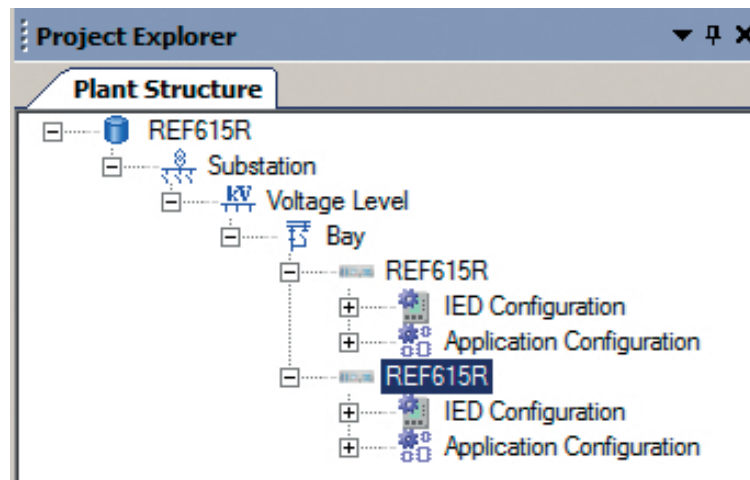 Project Explorer
Plant Structure
REF615R
Substation
kV Voltage Level
Bay
REF615R
IED Configuration
Application Configuration
REF615R
IED Configuration
Application Configuration